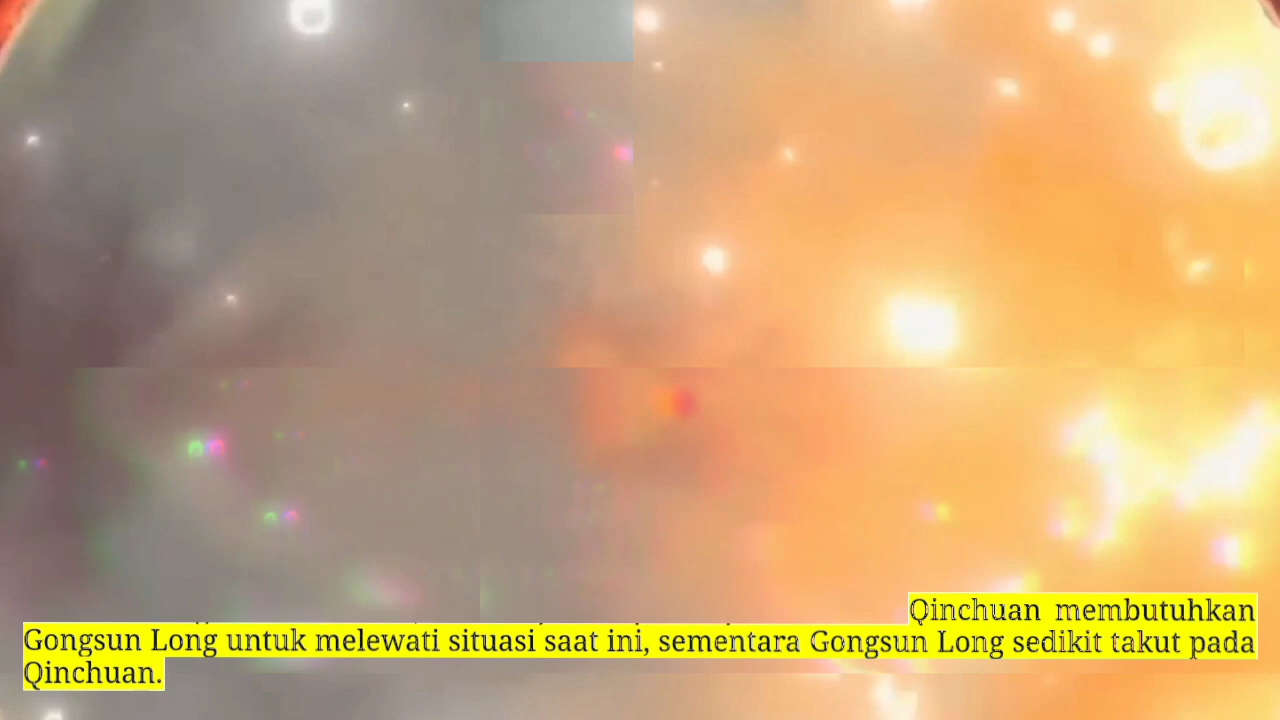 Qinchuan membutuhkan
Gongsun Long untuk melewati situasi saat ini, sementara Gongsun Long sedikit takut pada
Qinchuan.